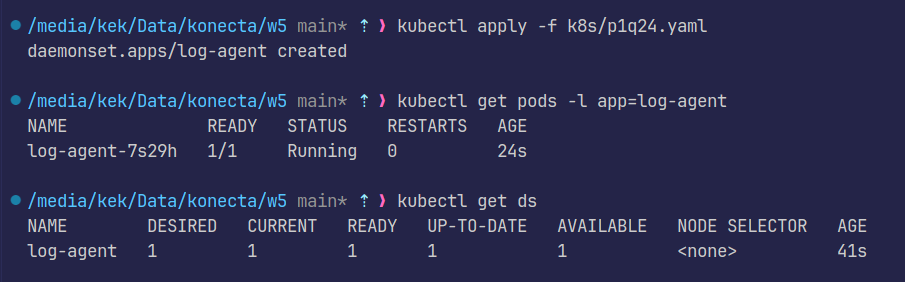 /media/kek/Data/konecta/w5 main* ⇡ ❯ kubectl apply -f k8s/p1q24.yaml
daemonset.apps/log-agent created
/media/kek/Data/konecta/w5 main* ⇡ ❯ kubectl get pods -l app=log-agent
NAME READY STATUS RESTARTS AGE
log-agent-7s29h 1/1 Running 0 24s
/media/kek/Data/konecta/w5 main* ⇡ ❯ kubectl get ds
NAME DESIRED CURRENT READY UP-TO-DATE AVAILABLE NODE SELECTOR AGE
log-agent 1 1 1 1 1 <none> 41s